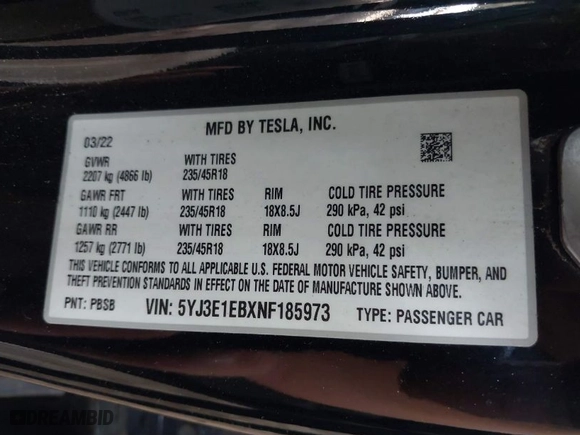 MFD BY TESLA, INC.
03/22
GVWR WITH TIRES
2207 kg (4866 lb) 235/45R18
GAWR FRT WITH TIRES RIM COLD TIRE PRESSURE
1110 kg (2447 lb) 235/45R18 18X8.5J 290 kPa, 42 psi
GAWR RR WITH TIRES RIM COLD TIRE PRESSURE
1257 kg (2771 lb) 235/45R18 18X8.5J 290 kPa, 42 psi
THIS VEHICLE CONFORMS TO ALL APPLICABLE U.S. FEDERAL MOTOR VEHICLE SAFETY, BUMPER, AND
THEFT PREVENTION STANDARDS IN EFFECT ON THE DATE OF MANUFACTURE SHOWN ABOVE.
PNT: PBSB VIN: 5YJ3E1EBXNF185973 TYPE: PASSENGER CAR
DREAMBID